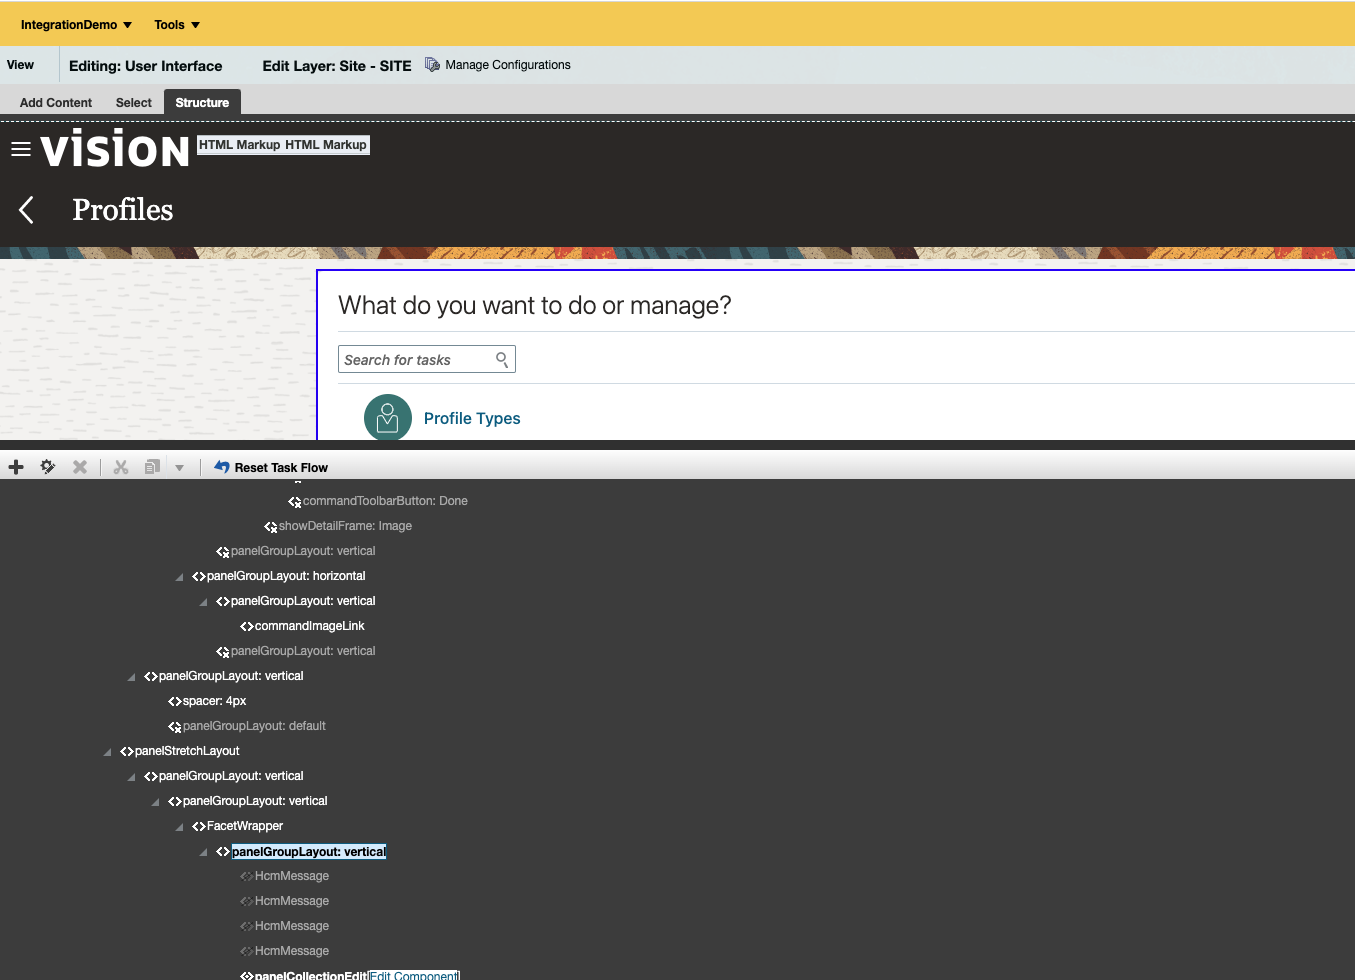 IntegrationDemo Tools
View Editing: User Interface Edit Layer: Site - SITE Manage Configurations
Add Content Select Structure
vision HTML Markup HTML Markup
Profiles
What do you want to do or manage?
Search for tasks
Profile Types
Reset Task Flow
commandToolbarButton: Done
showDetailFrame: Image
panelGroupLayout: vertical
panelGroupLayout: horizontal
panelGroupLayout: vertical
commandImageLink
panelGroupLayout: vertical
panelGroupLayout: vertical
spacer: 4px
panelGroupLayout: default
panelStretchLayout
panelGroupLayout: vertical
panelGroupLayout: vertical
FacetWrapper
panelGroupLayout: vertical
HcmMessage
HcmMessage
HcmMessage
HcmMessage
panelCollectionEdit Edit Component